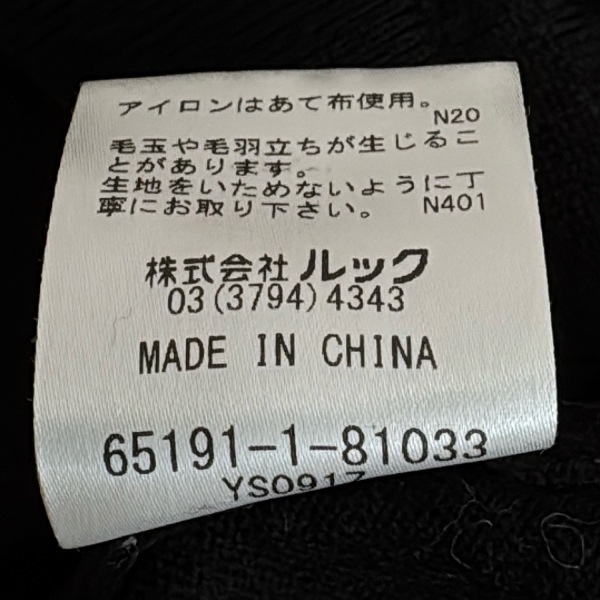 アイロンはあて布使用。
N20
毛玉や毛羽立ちが生じるこ
とがあります。
生地をいためないように丁
寧にお取り下さい。 N401
株式会社ルック
03(3794)4343
MADE IN CHINA
65191-1-81033
YS0917